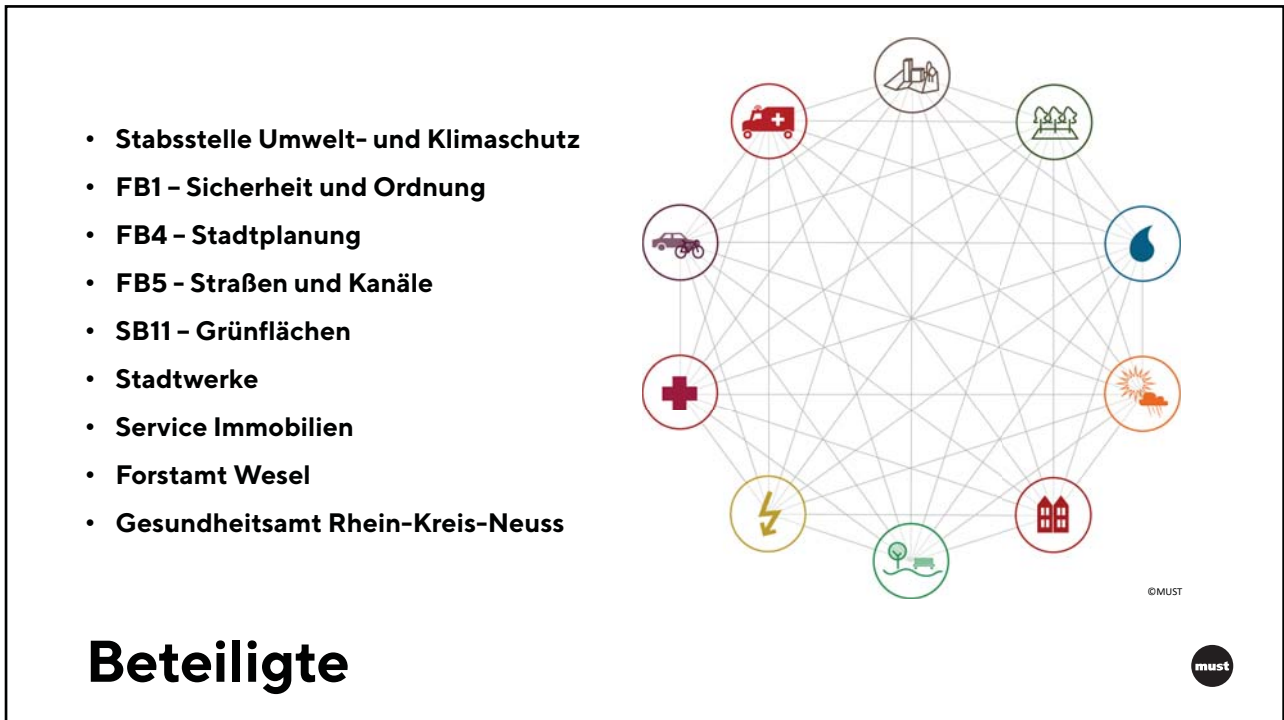 • Stabsstelle Umwelt- und Klimaschutz
• FB1 – Sicherheit und Ordnung
• FB4 – Stadtplanung
• FB5 - Straßen und Kanäle
• SB11 – Grünflächen
• Stadtwerke
• Service Immobilien
• Forstamt Wesel
• Gesundheitsamt Rhein-Kreis-Neuss
©MUST
Beteiligte
must